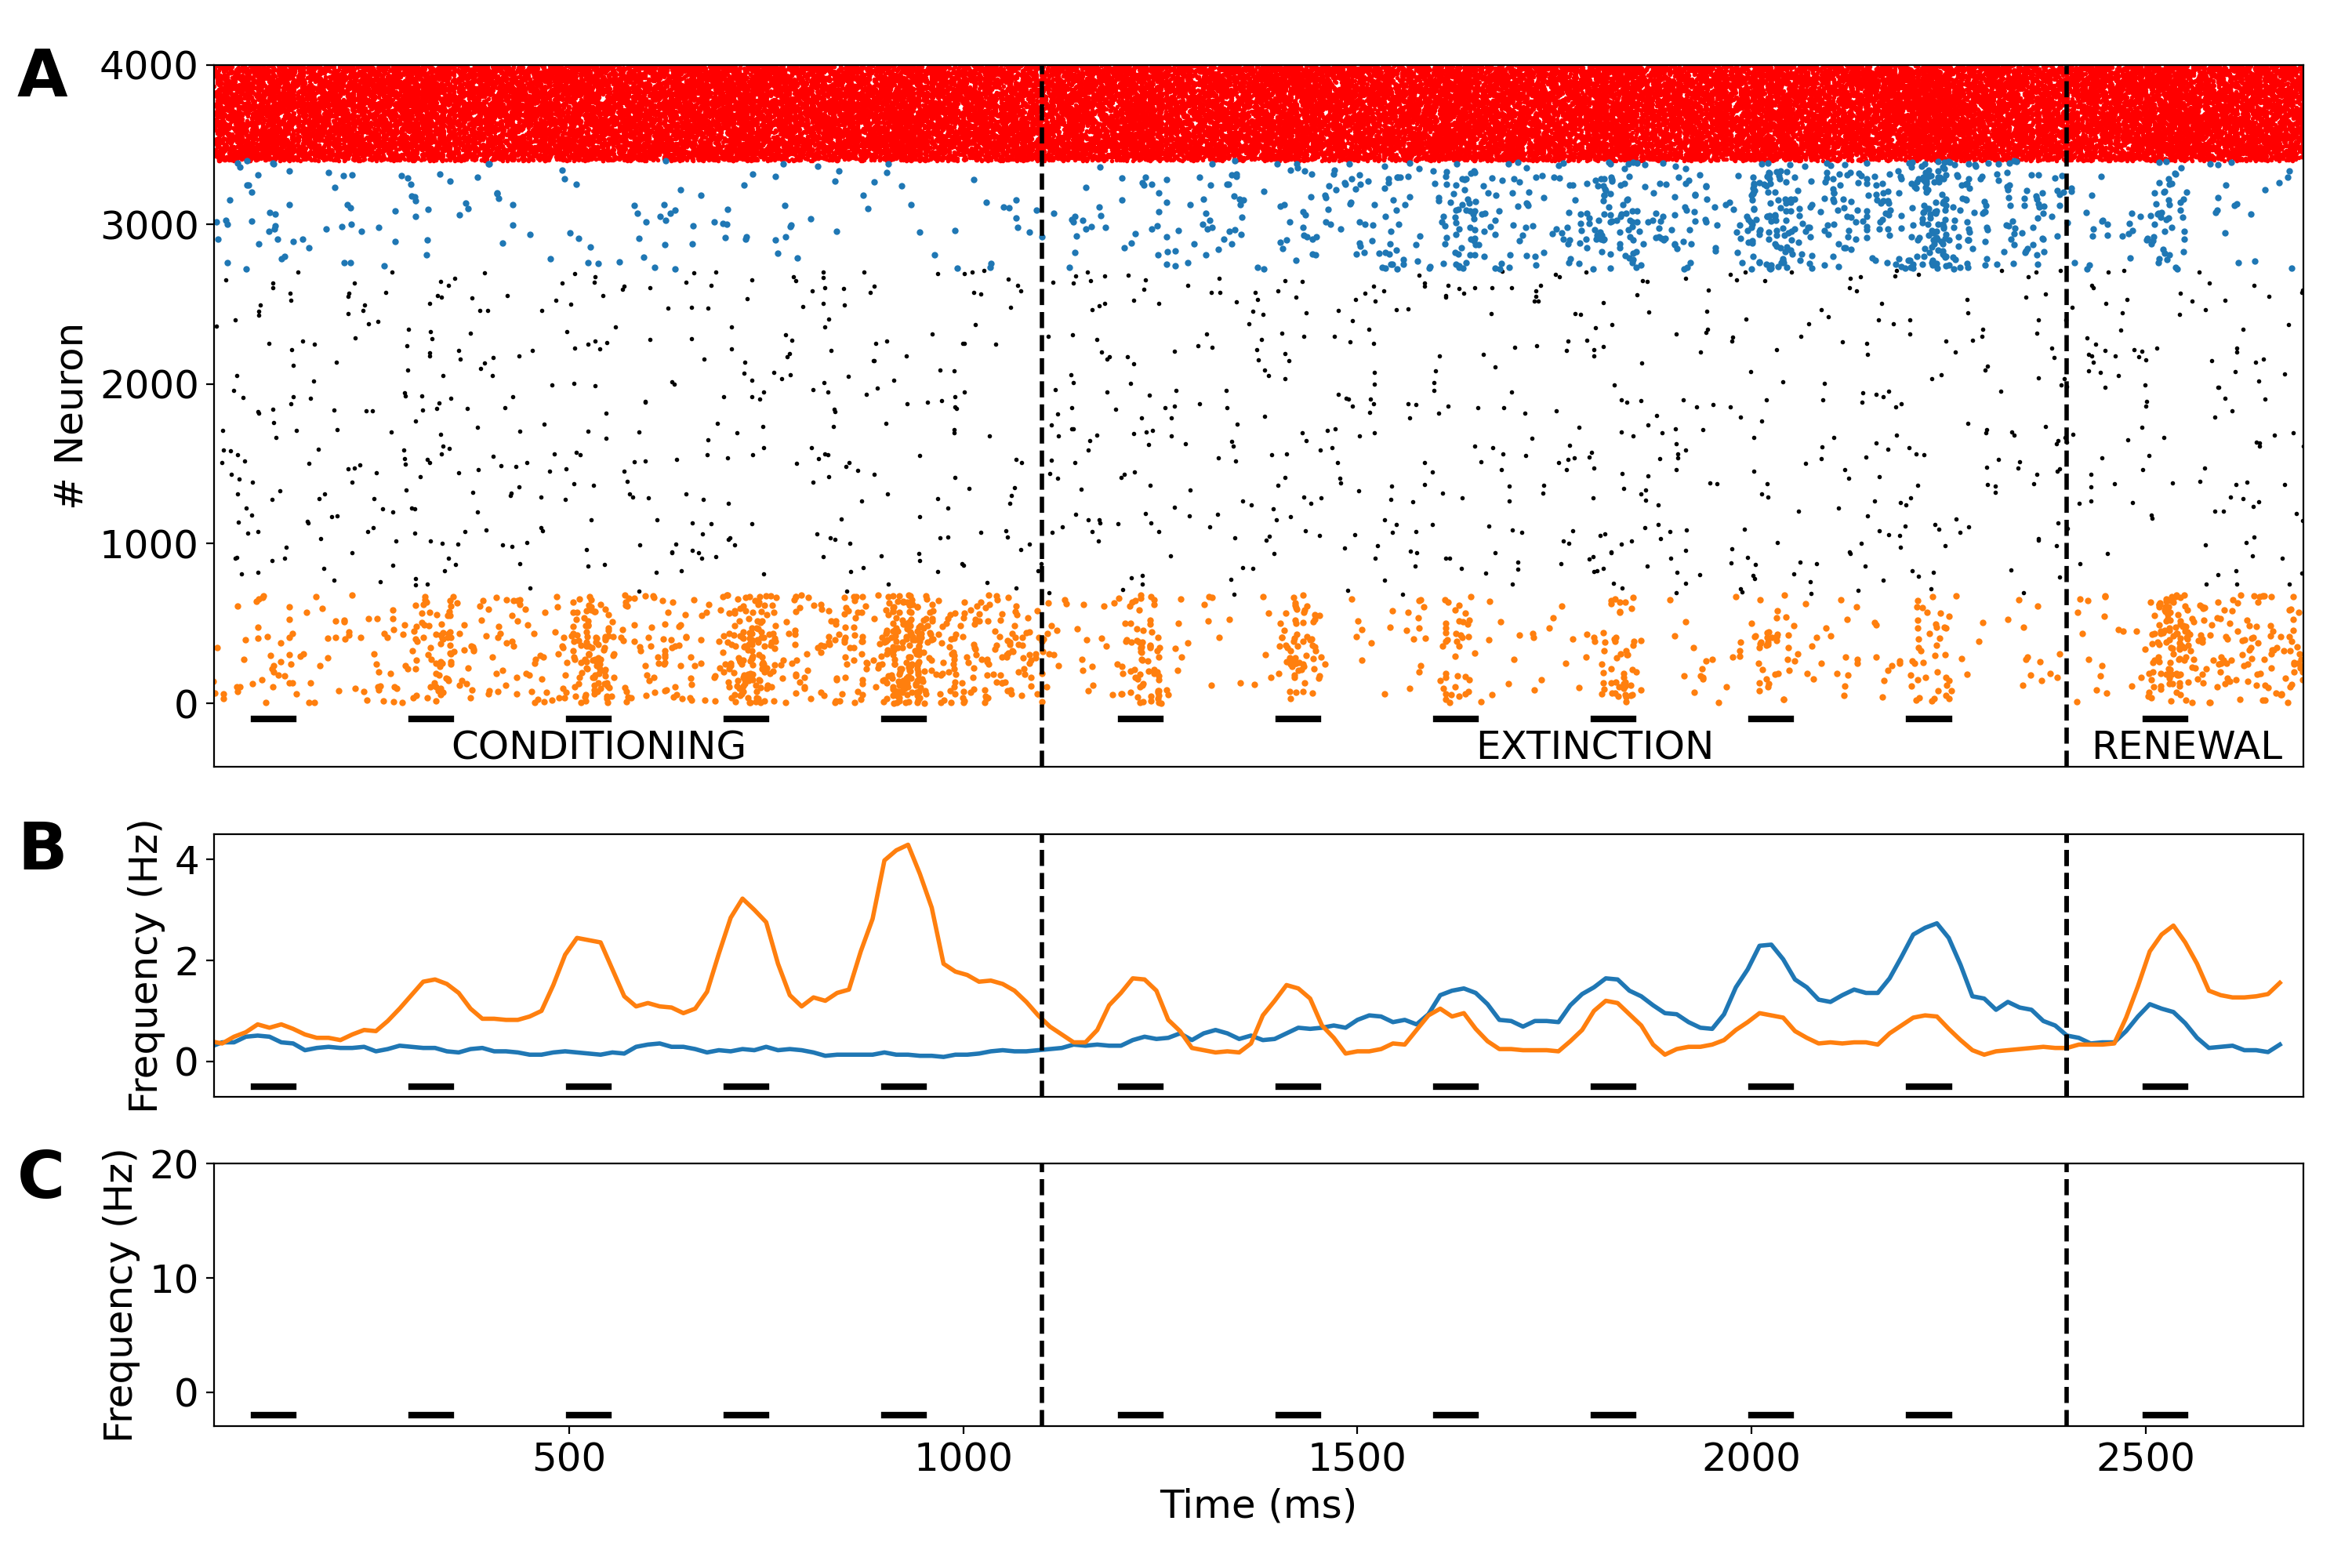 A
4000
3000
2000
1000
0
# Neuron
CONDITIONING EXTINCTION RENEWAL
B
4
2
0
Frequency (Hz)
C
20
10
0
Frequency (Hz)
500 1000 1500 2000 2500
Time (ms)